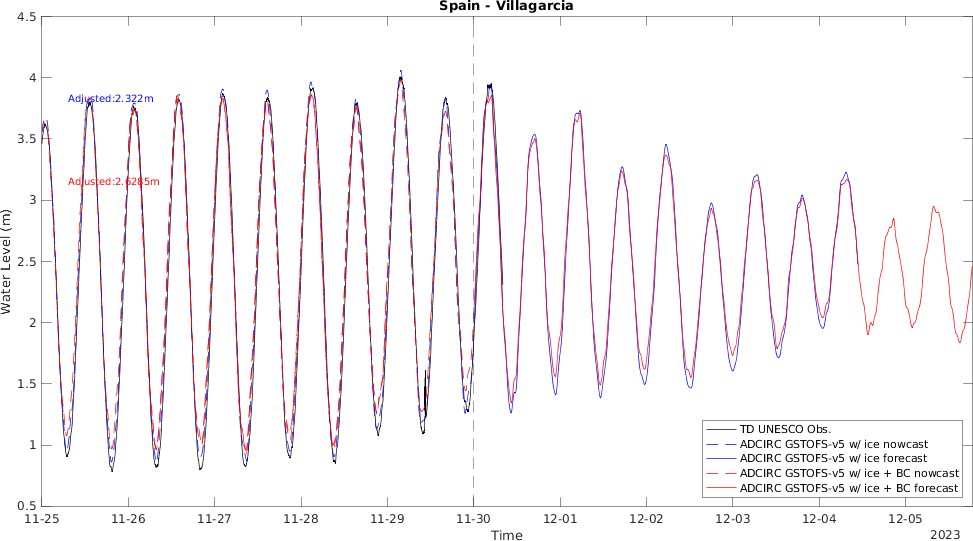 Spain - Villagarcia
4.5
4
3.5
3
2.5
2
1.5
1
0.5
Water Level (m)
Adjusted:2.322m
Adjusted:2.6285m
TD UNESCO Obs.
ADCIRC GSTOFS-v5 w/ ice nowcast
ADCIRC GSTOFS-v5 w/ ice forecast
ADCIRC GSTOFS-v5 w/ ice + BC nowcast
ADCIRC GSTOFS-v5 w/ ice + BC forecast
11-25 11-26 11-27 11-28 11-29 11-30 12-01 12-02 12-03 12-04 12-05
Time
2023